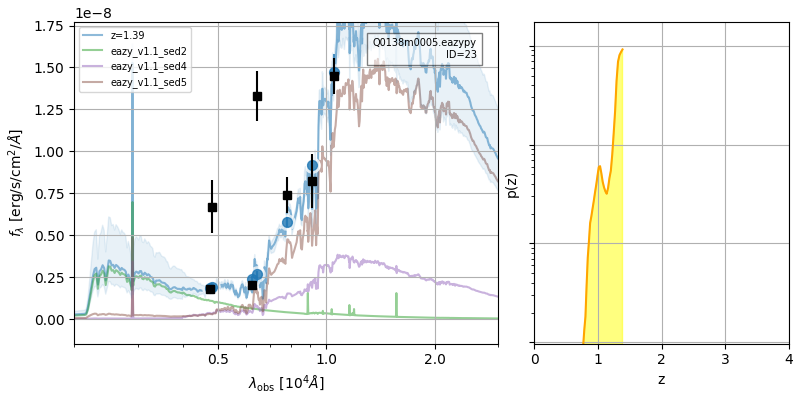 1e−8
1.75
1.50
1.25
1.00
0.75
0.50
0.25
0.00
fλ [erg/s/cm²/Å]
z=1.39
eazy_v1.1_sed2
eazy_v1.1_sed4
eazy_v1.1_sed5
Q0138m0005.eazypy
ID=23
0.5
1.0
2.0
λobs [10⁴Å]
p(z)
0
1
2
3
4
z